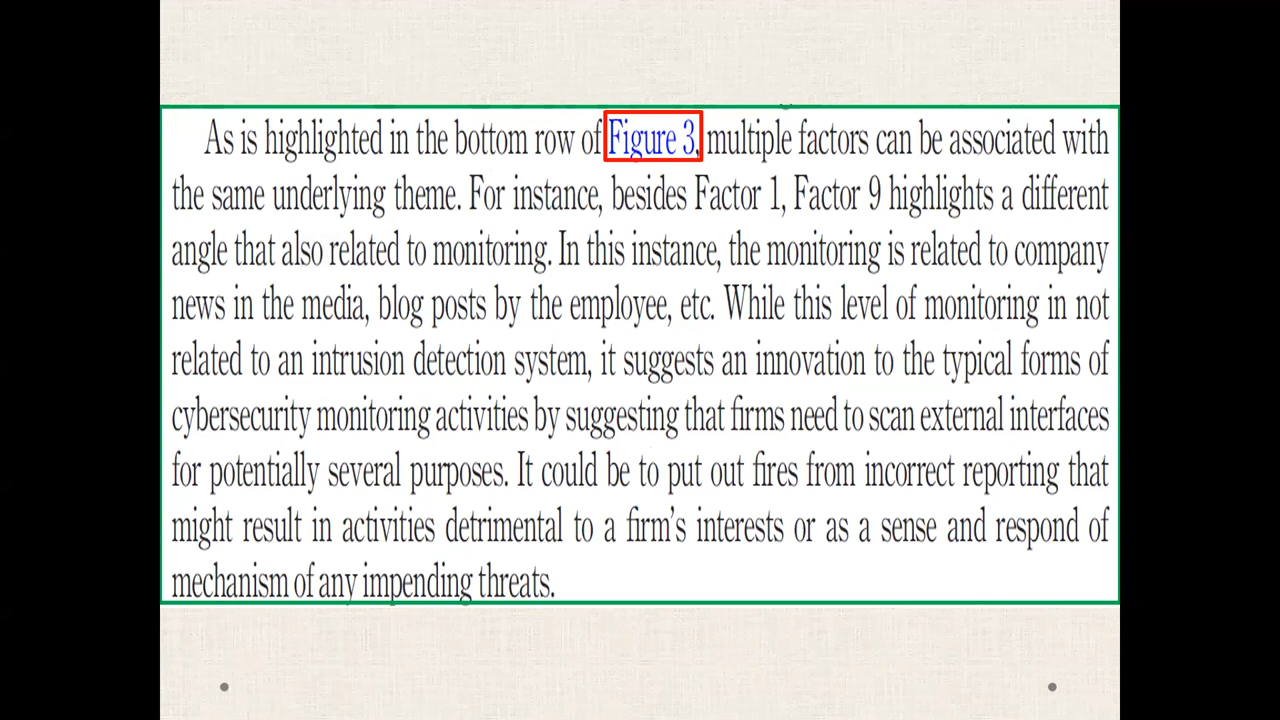 As is highlighted in the bottom row of Figure 3, multiple factors can be associated with
the same underlying theme. For instance, besides Factor 1, Factor 9 highlights a different
angle that also related to monitoring. In this instance, the monitoring is related to company
news in the media, blog posts by the employee, etc. While this level of monitoring in not
related to an intrusion detection system, it suggests an innovation to the typical forms of
cybersecurity monitoring activities by suggesting that firms need to scan external interfaces
for potentially several purposes. It could be to put out fires from incorrect reporting that
might result in activities detrimental to a firm's interests or as a sense and respond of
mechanism of any impending threats.